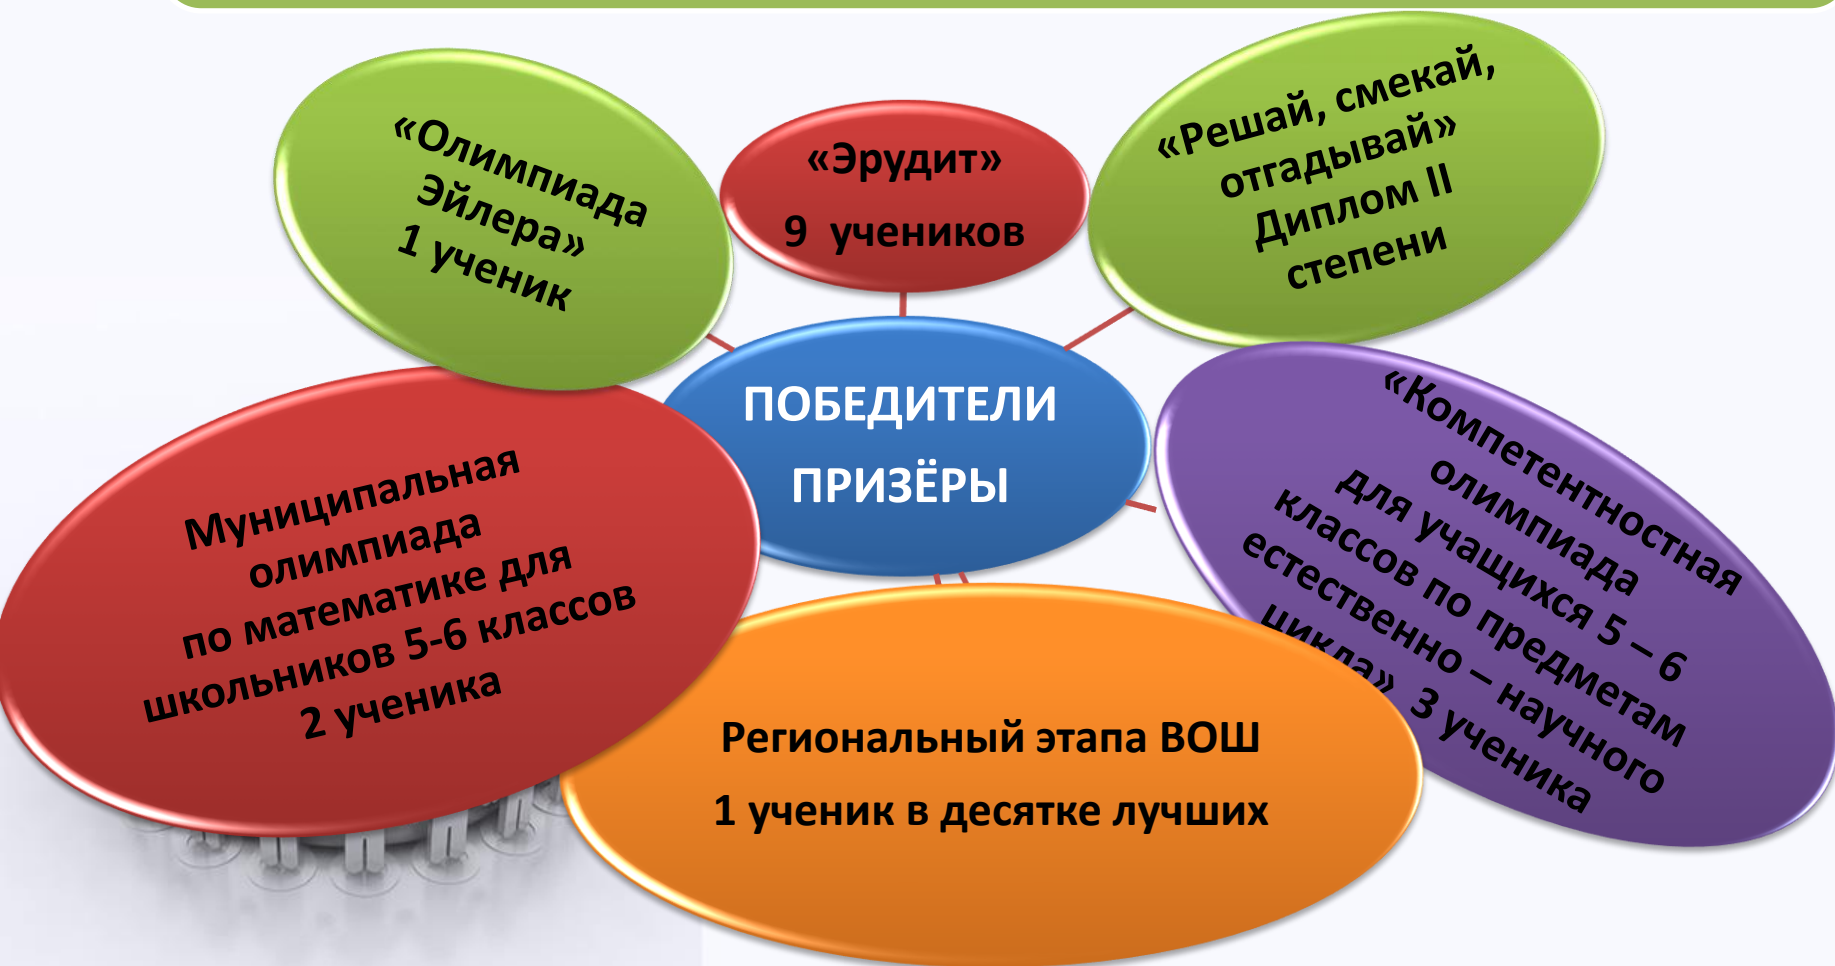 «Олимпиада
Эйлера»
1 ученик
«Эрудит»
9 учеников
«Решай, смекай,
отгадывай»
Диплом II
степени
ПОБЕДИТЕЛИ
ПРИЗЁРЫ
Муниципальная
олимпиада
по математике для
школьников 5-6 классов
2 ученика
«Компетентностная
олимпиада
для учащихся 5 – 6
классов по предметам
естественно – научного
цикла» 3 ученика
Региональный этапа ВОШ
1 ученик в десятке лучших